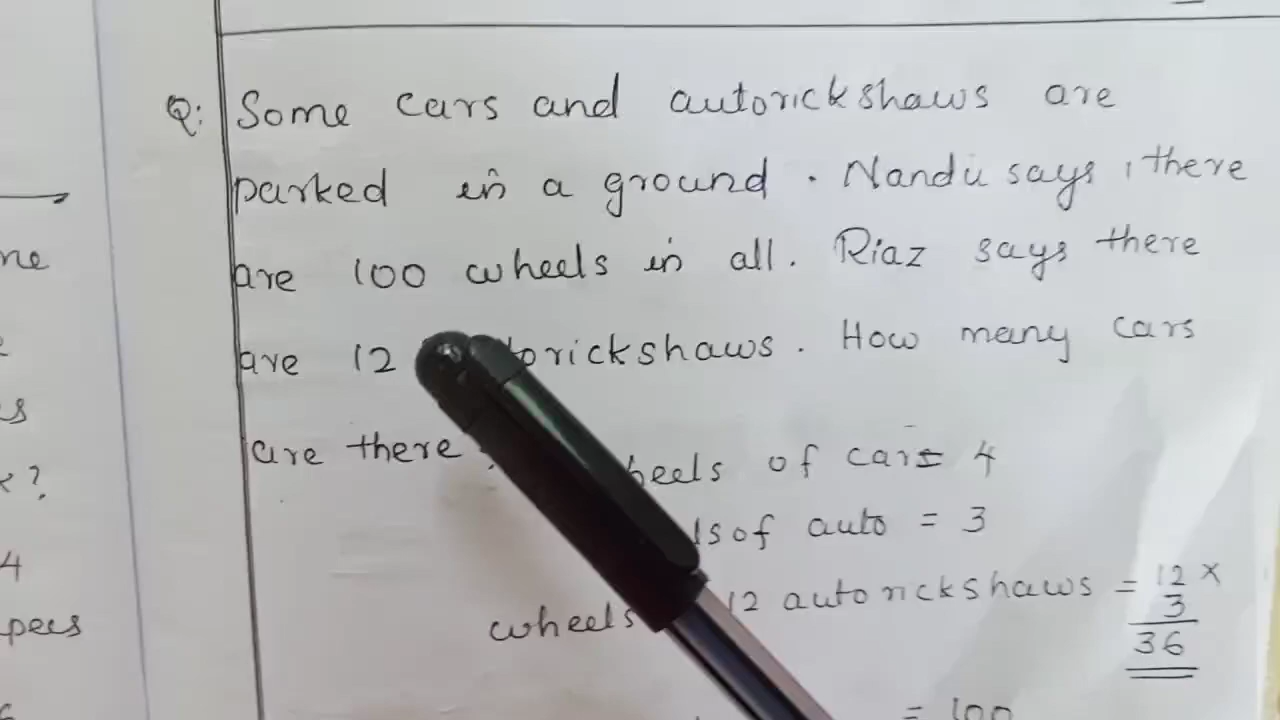 Q: Some cars and autorickshaws are
parked in a ground. Nandu says, there
are 100 wheels in all. Riaz says there
are 12 autorickshaws. How many cars
are there?
of car = 4
of auto = 3
wheels 12 autorickshaws = 12 x
3
36
= 100
4